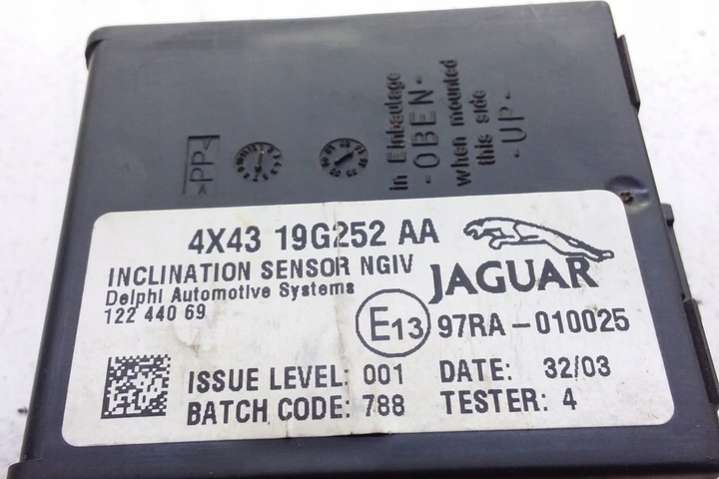 >PP<
in Einbaulage
-OBEN-
when mounted
this side
-UP-
4X43 19G252 AA
INCLINATION SENSOR NGIV
Delphi Automotive Systems
122 440 69
JAGUAR
E13 97RA-010025
ISSUE LEVEL: 001 DATE: 32/03
BATCH CODE: 788 TESTER: 4